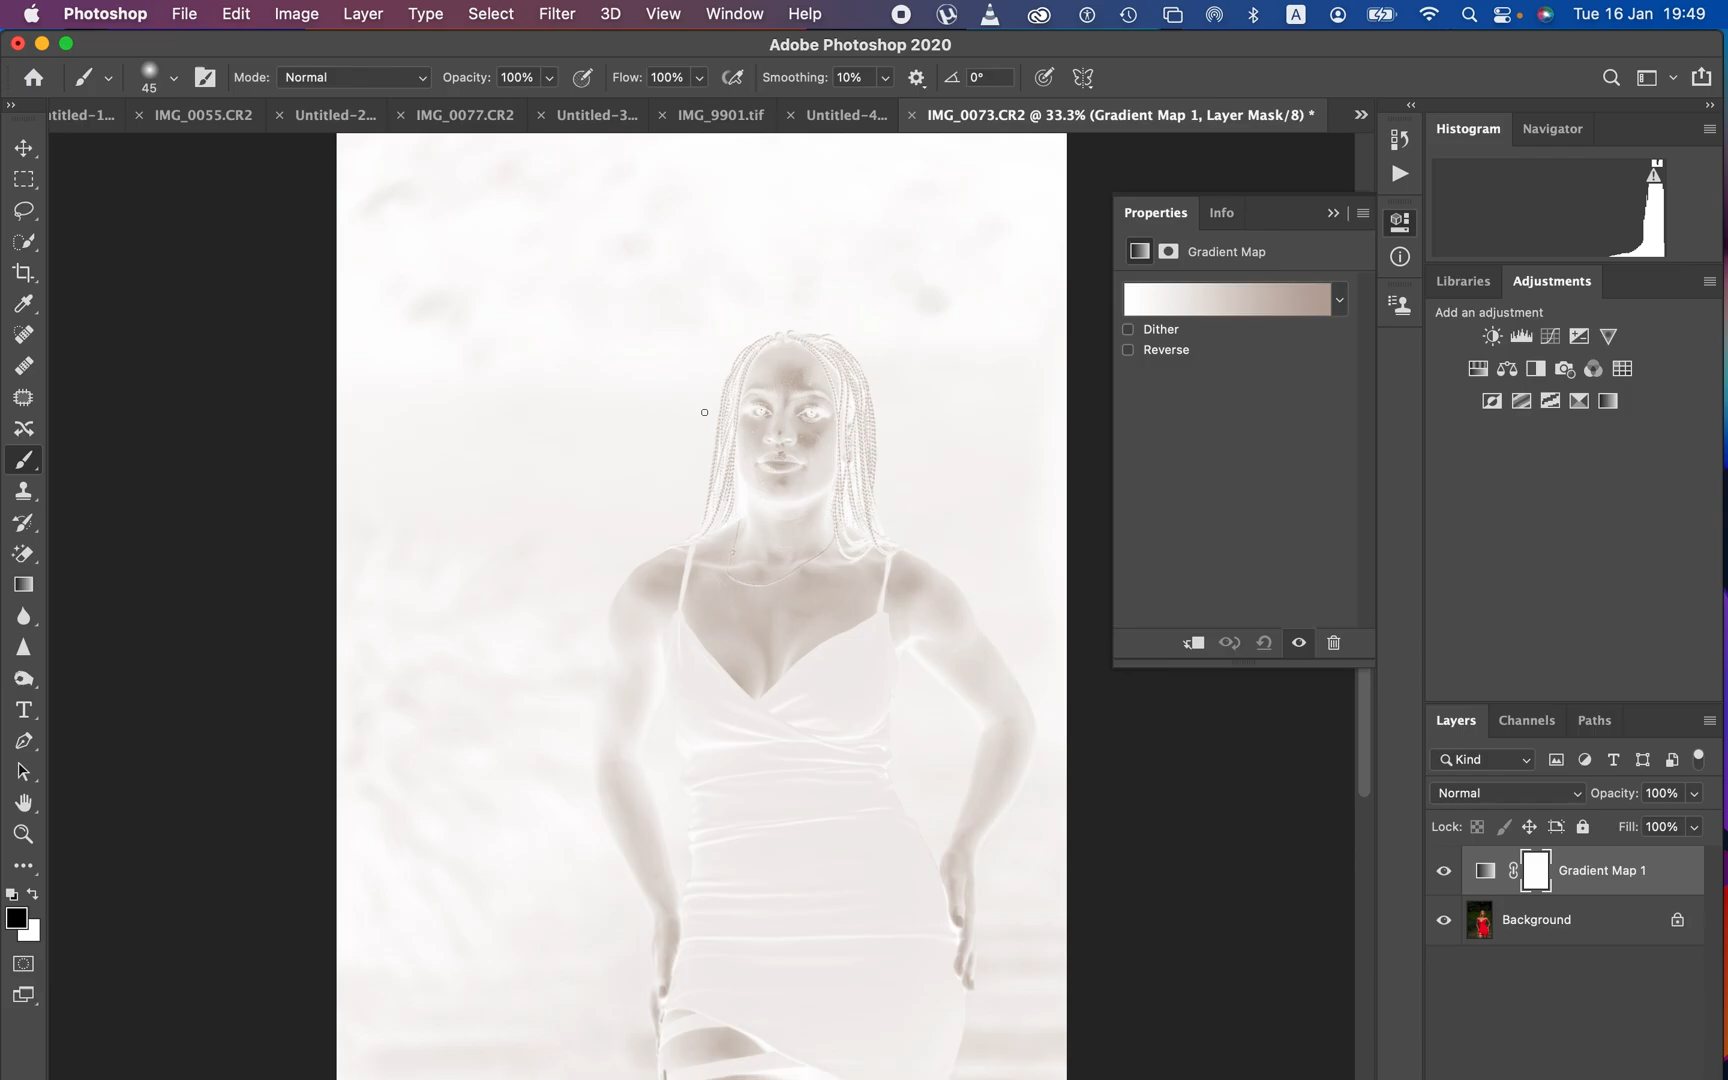 Photoshop File Edit Image Layer Type Select Filter 3D View Window Help A Tue 16 Jan 19:49
Adobe Photoshop 2020
45 Mode: Normal Opacity: 100% Flow: 100% Smoothing: 10% 0°
ntitled-1... × IMG_0055.CR2 × Untitled-2... × IMG_0077.CR2 × Untitled-3... × IMG_9901.tif × Untitled-4... × IMG_0073.CR2 @ 33.3% (Gradient Map 1, Layer Mask/8) *
Histogram Navigator
Properties Info
Gradient Map
Dither
Reverse
Libraries Adjustments
Add an adjustment
Layers Channels Paths
Kind
Normal Opacity: 100%
Lock: Fill: 100%
Gradient Map 1
Background